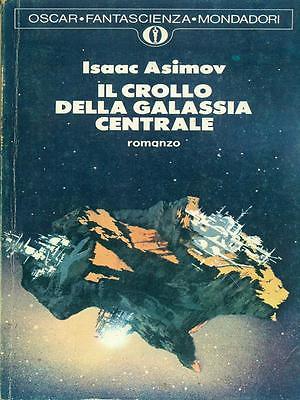 OSCAR•FANTASCIENZA•MONDADORI
Isaac Asimov
iL CROLLO
DELLA GALASSIA
CENTRALE
romanzo